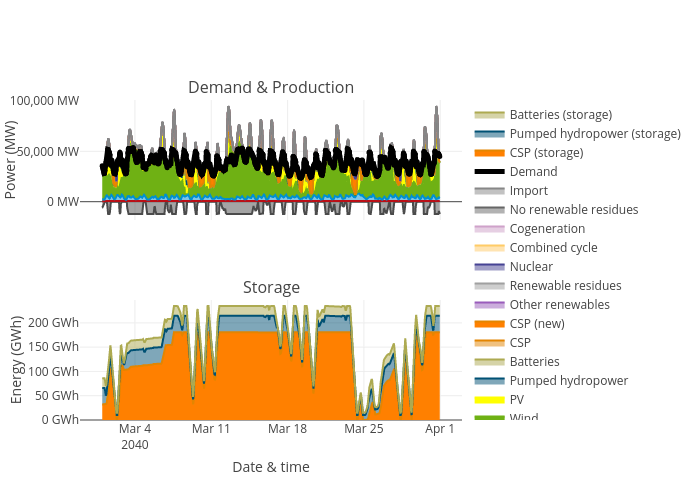 Demand & Production
100,000 MW
50,000 MW
0 MW
Power (MW)
Storage
200 GWh
150 GWh
100 GWh
50 GWh
0 GWh
Energy (GWh)
Mar 4
2040
Mar 11
Mar 18
Mar 25
Apr 1
Date & time
Batteries (storage)
Pumped hydropower (storage)
CSP (storage)
Demand
Import
No renewable residues
Cogeneration
Combined cycle
Nuclear
Renewable residues
Other renewables
CSP (new)
CSP
Batteries
Pumped hydropower
PV
Wind